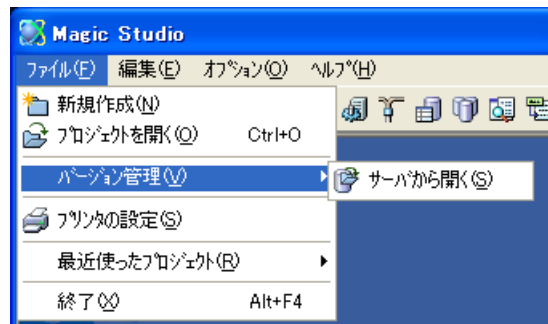 Magic Studio
ファイル(F) 編集(E) オプション(O) ヘルプ(H)
新規作成(N)
プロジェクトを開く(O) Ctrl+O
バージョン管理(V)
サーバから開く(S)
プリンタの設定(S)
最近使ったプロジェクト(R)
終了(X) Alt+F4